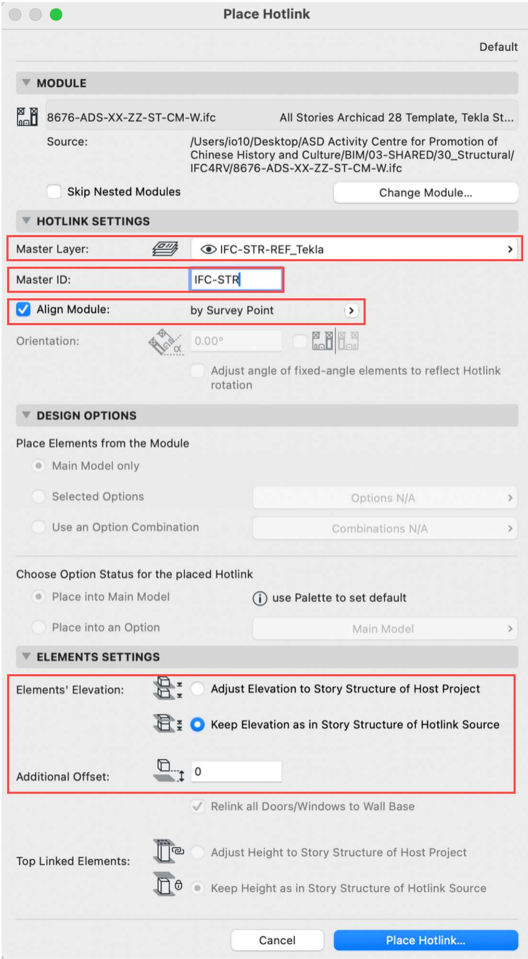 Place Hotlink
Default
MODULE
8676-ADS-XX-ZZ-ST-CM-W.ifc All Stories Archicad 28 Template, Tekla St...
Source: /Users/io10/Desktop/ASD Activity Centre for Promotion of
Chinese History and Culture/BIM/03-SHARED/30_Structural/
IFC4RV/8676-ADS-XX-ZZ-ST-CM-W.ifc
Skip Nested Modules Change Module...
HOTLINK SETTINGS
Master Layer: IFC-STR-REF_Tekla
Master ID: IFC-STR
Align Module: by Survey Point
Orientation: 0.00°
Adjust angle of fixed-angle elements to reflect Hotlink
rotation
DESIGN OPTIONS
Place Elements from the Module
Main Model only
Selected Options Options N/A
Use an Option Combination Combinations N/A
Choose Option Status for the placed Hotlink
Place into Main Model use Palette to set default
Place into an Option Main Model
ELEMENTS SETTINGS
Elements' Elevation: Adjust Elevation to Story Structure of Host Project
Keep Elevation as in Story Structure of Hotlink Source
Additional Offset: 0
Relink all Doors/Windows to Wall Base
Top Linked Elements: Adjust Height to Story Structure of Host Project
Keep Height as in Story Structure of Hotlink Source
Cancel Place Hotlink...